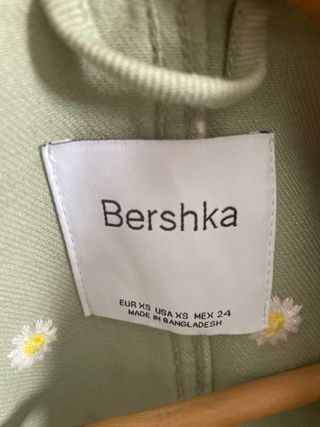 Bershka
EUR XS USA XS MEX 24
MADE IN BANGLADESH